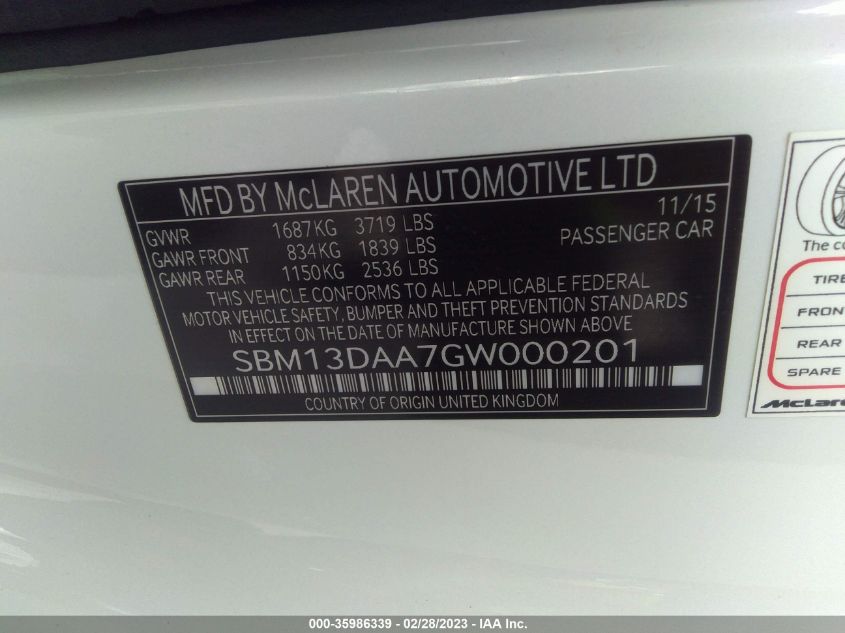 MFD BY McLAREN AUTOMOTIVE LTD
11/15
GVWR 1687KG 3719 LBS
PASSENGER CAR
GAWR FRONT 834KG 1839 LBS
GAWR REAR 1150KG 2536 LBS
THIS VEHICLE CONFORMS TO ALL APPLICABLE FEDERAL
MOTOR VEHICLE SAFETY, BUMPER AND THEFT PREVENTION STANDARDS
IN EFFECT ON THE DATE OF MANUFACTURE SHOWN ABOVE
SBM13DAA7GW000201
COUNTRY OF ORIGIN UNITED KINGDOM
The
TIRE
FRON
REAR
SPARE
McLaren
000-35986339 - 02/28/2023 - IAA Inc.